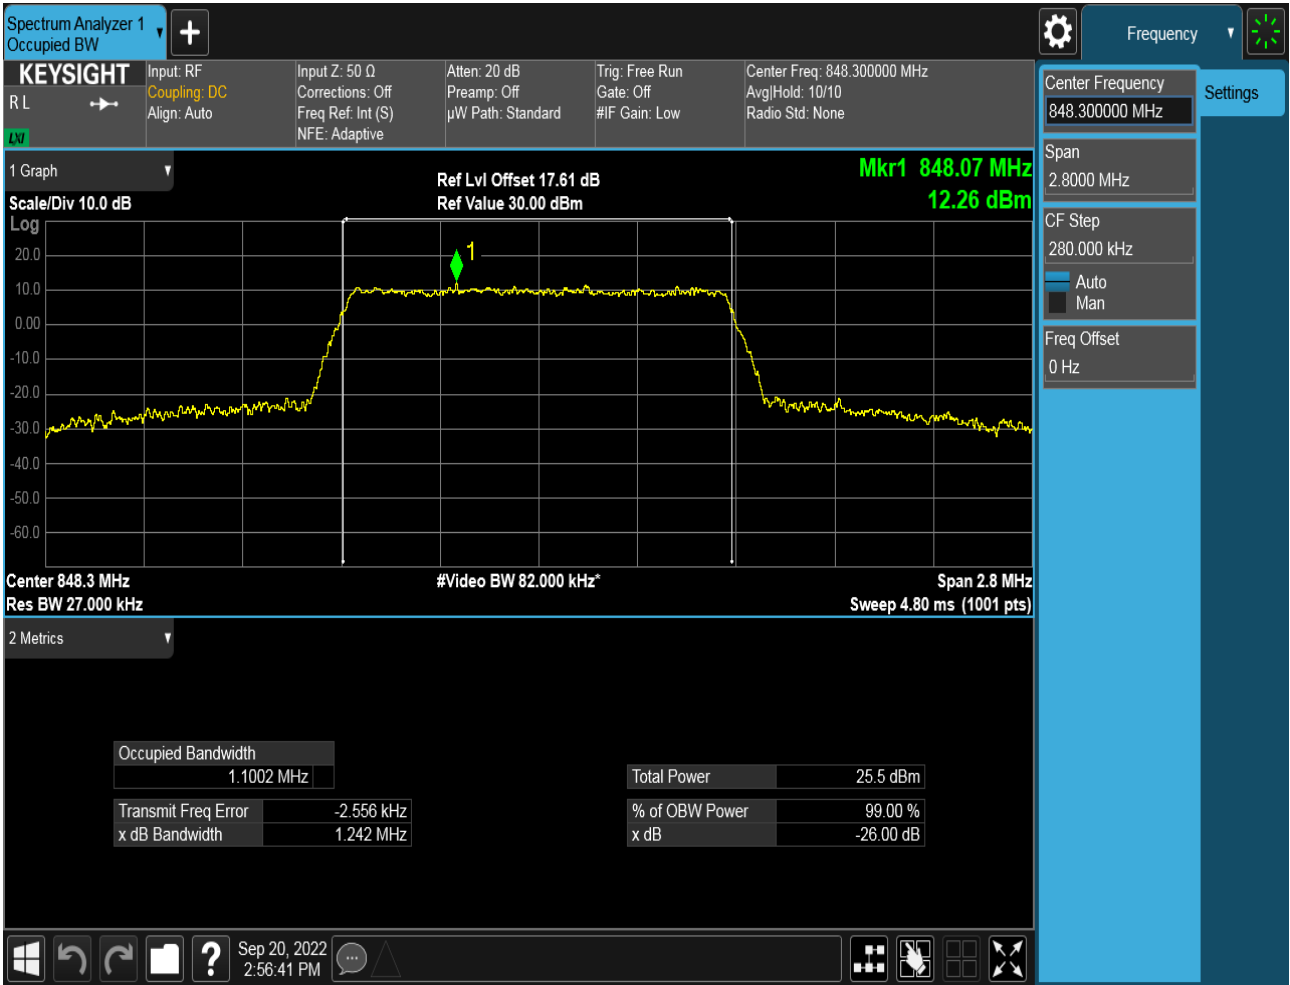 Spectrum Analyzer 1
Occupied BW
+
Frequency
KEYSIGHT
R L
LXI
Input: RF
Coupling: DC
Align: Auto
Input Z: 50 Ω
Corrections: Off
Freq Ref: Int (S)
NFE: Adaptive
Atten: 20 dB
Preamp: Off
µW Path: Standard
Trig: Free Run
Gate: Off
#IF Gain: Low
Center Freq: 848.300000 MHz
Avg|Hold: 10/10
Radio Std: None
Center Frequency
848.300000 MHz
Settings
Span
2.8000 MHz
CF Step
280.000 kHz
Auto
Man
Freq Offset
0 Hz
1 Graph
Scale/Div 10.0 dB
Log
Ref Lvl Offset 17.61 dB
Ref Value 30.00 dBm
Mkr1 848.07 MHz
12.26 dBm
1
20.0
10.0
0.00
-10.0
-20.0
-30.0
-40.0
-50.0
-60.0
Center 848.3 MHz
#Video BW 82.000 kHz*
Span 2.8 MHz
Res BW 27.000 kHz
Sweep 4.80 ms (1001 pts)
2 Metrics
Occupied Bandwidth
1.1002 MHz
Total Power 25.5 dBm
Transmit Freq Error -2.556 kHz
% of OBW Power 99.00 %
x dB Bandwidth 1.242 MHz
x dB -26.00 dB
?
Sep 20, 2022
2:56:41 PM